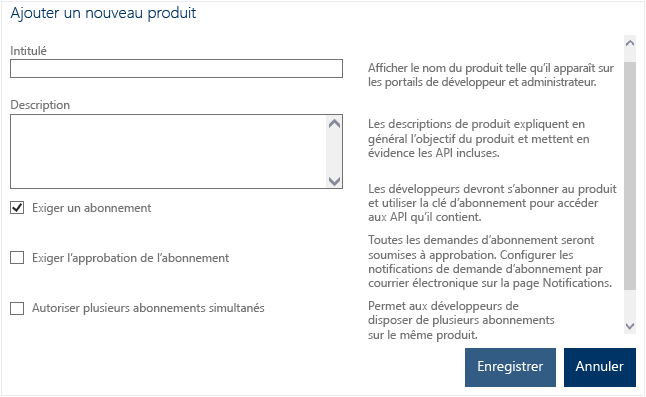 Ajouter un nouveau produit
Intitulé
Afficher le nom du produit telle qu'il apparaît sur
les portails de développeur et administrateur.
Description
Les descriptions de produit expliquent en
général l'objectif du produit et mettent en
évidence les API incluses.
Exiger un abonnement
Les développeurs devront s'abonner au produit
et utiliser la clé d'abonnement pour accéder
aux API qu'il contient.
Exiger l'approbation de l'abonnement
Toutes les demandes d'abonnement seront
soumises à approbation. Configurer les
notifications de demande d'abonnement par
courrier électronique sur la page Notifications.
Autoriser plusieurs abonnements simultanés
Permet aux développeurs de
disposer de plusieurs abonnements
sur le même produit.
Enregistrer
Annuler